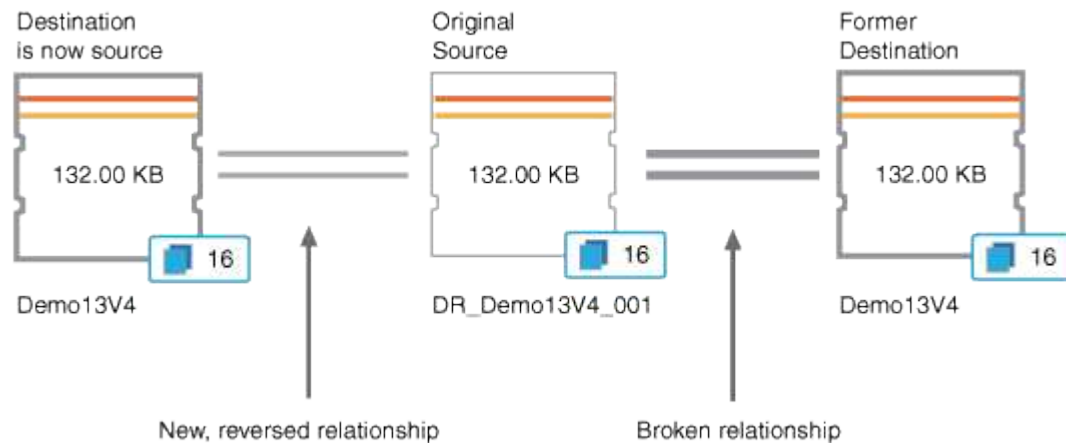 Destination
is now source
Original
Source
Former
Destination
132.00 KB
132.00 KB
132.00 KB
16
16
16
Demo13V4
DR_Demo13V4_001
Demo13V4
New, reversed relationship
Broken relationship